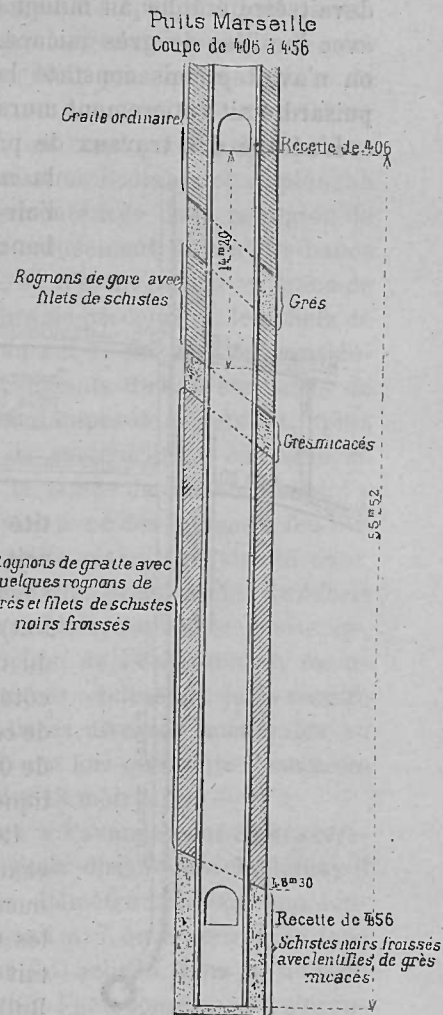 Puits Marseille
Coupe de 406 à 456
Gratte ordinaire
Recette de 406
14m20
Rognons de gore avec
filets de schistes
Grès
Grès micacés
55m52
Rognons de gratte avec
quelques rognons de
grès et filets de schistes
noirs froissés
48m30
Recette de 456
Schistes noirs froissés
avec lentilles de grès
micacés